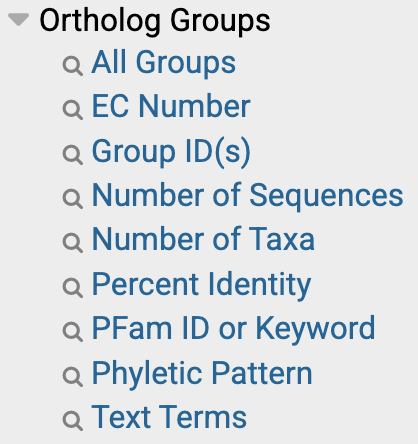 Ortholog Groups
All Groups
EC Number
Group ID(s)
Number of Sequences
Number of Taxa
Percent Identity
PFam ID or Keyword
Phyletic Pattern
Text Terms